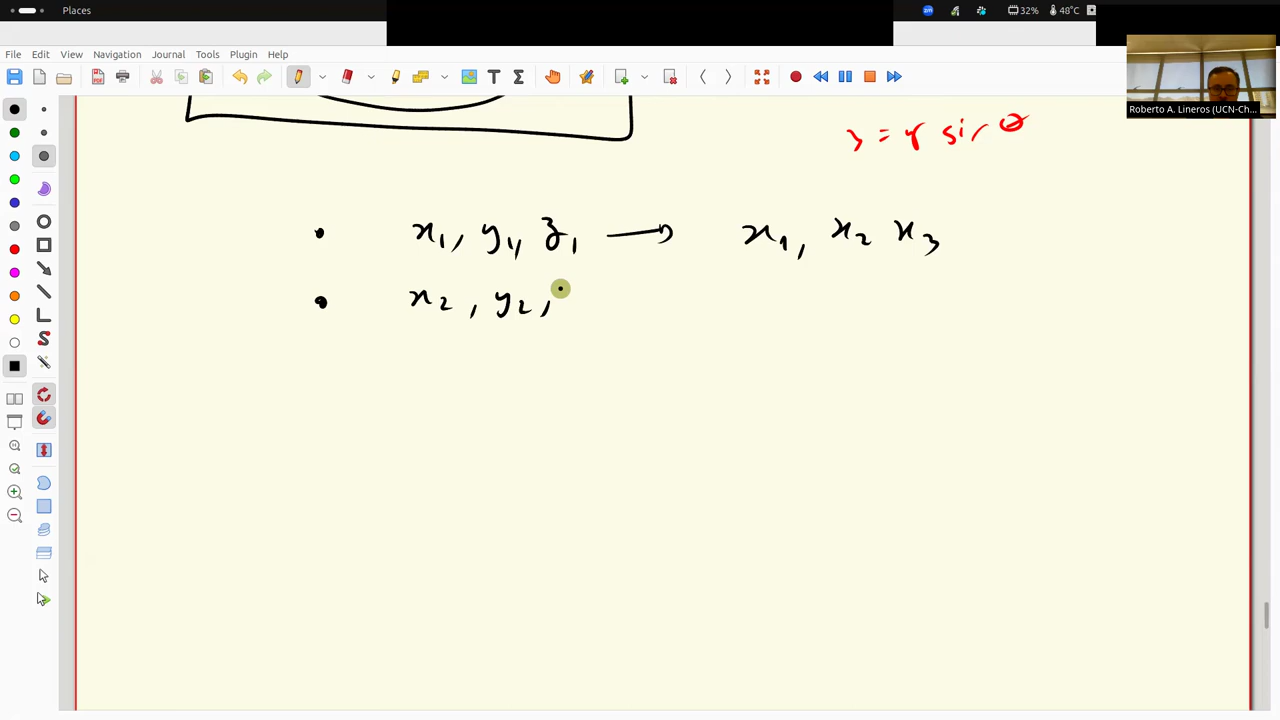 Places
32%
48°C
File Edit View Navigation Journal Tools Plugin Help
Roberto A. Lineros (UCN-Ch...
y = r sin θ
• x₁, y₁, z₁ → x₁, x₂ x₃
• x₂, y₂,